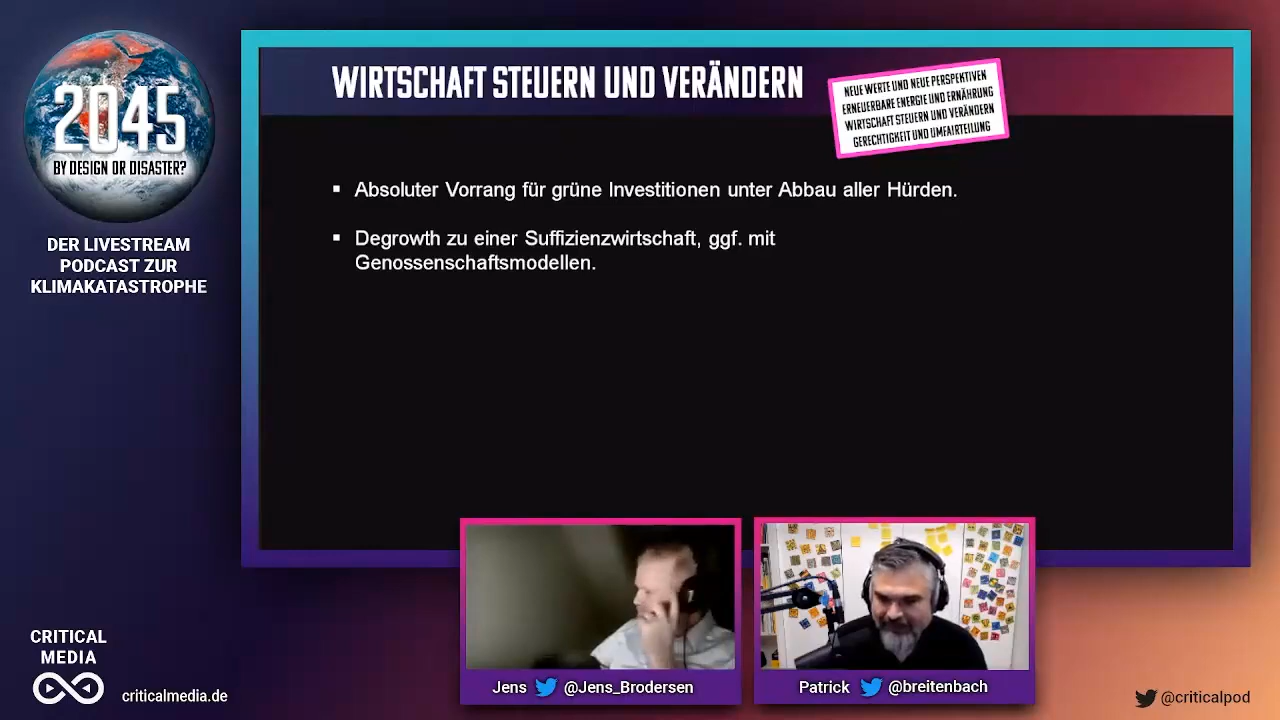 2045
BY DESIGN OR DISASTER?
DER LIVESTREAM
PODCAST ZUR
KLIMAKATASTROPHE
WIRTSCHAFT STEUERN UND VERÄNDERN
NEUE WERTE UND NEUE PERSPEKTIVEN
ERNEUERBARE ENERGIE UND ERNÄHRUNG
WIRTSCHAFT STEUERN UND VERÄNDERN
GERECHTIGKEIT UND UMFAIRTEILUNG
▪ Absoluter Vorrang für grüne Investitionen unter Abbau aller Hürden.
▪ Degrowth zu einer Suffizienzwirtschaft, ggf. mit
Genossenschaftsmodellen.
CRITICAL
MEDIA
criticalmedia.de
Jens @Jens_Brodersen
Patrick @breitenbach
@criticalpod